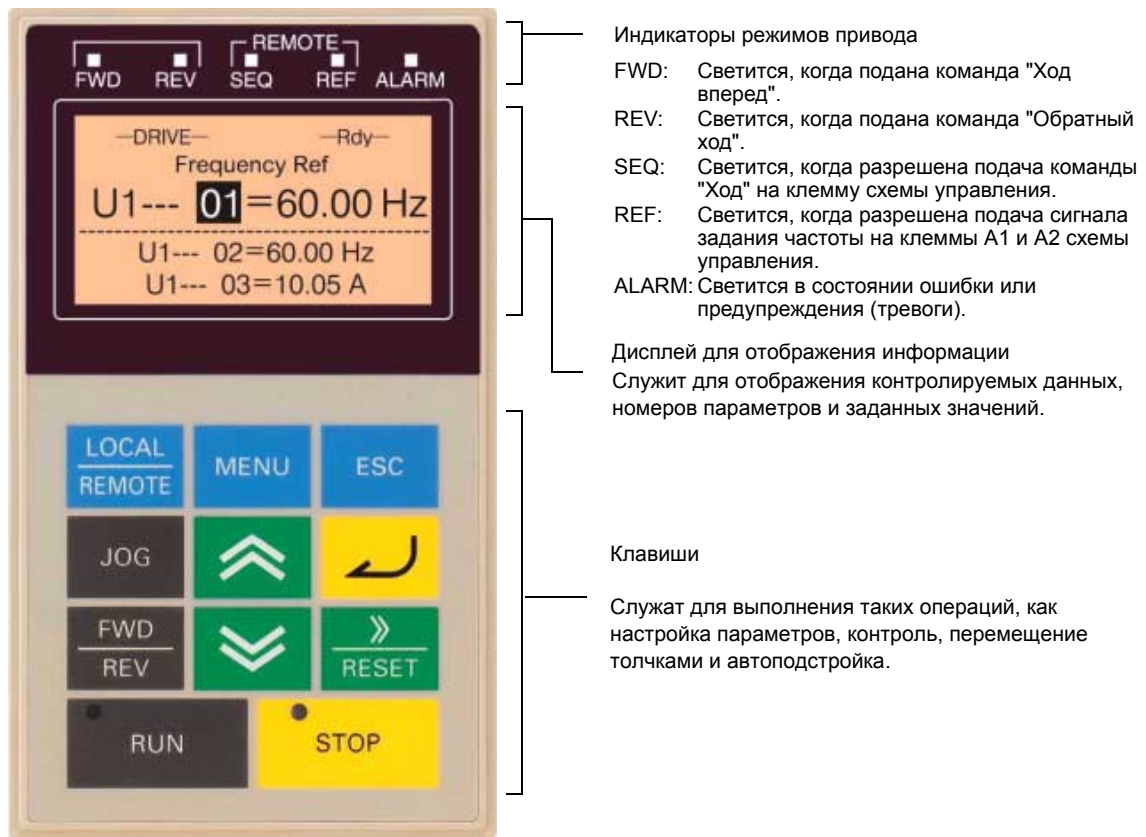 REMOTE
FWD REV SEQ REF ALARM
DRIVE Rdy
Frequency Ref
U1--- 01=60.00 Hz
U1--- 02=60.00 Hz
U1--- 03=10.05 A
LOCAL
REMOTE
MENU
ESC
JOG
FWD
REV
RESET
RUN
STOP
Индикаторы режимов привода
FWD: Светится, когда подана команда "Ход
вперед".
REV: Светится, когда подана команда "Обратный
ход".
SEQ: Светится, когда разрешена подача команды
"Ход" на клемму схемы управления.
REF: Светится, когда разрешена подача сигнала
задания частоты на клеммы A1 и A2 схемы
управления.
ALARM: Светится в состоянии ошибки или
предупреждения (тревоги).
Дисплей для отображения информации
Служит для отображения контролируемых данных,
номеров параметров и заданных значений.
Клавиши
Служат для выполнения таких операций, как
настройка параметров, контроль, перемещение
толчками и автоподстройка.